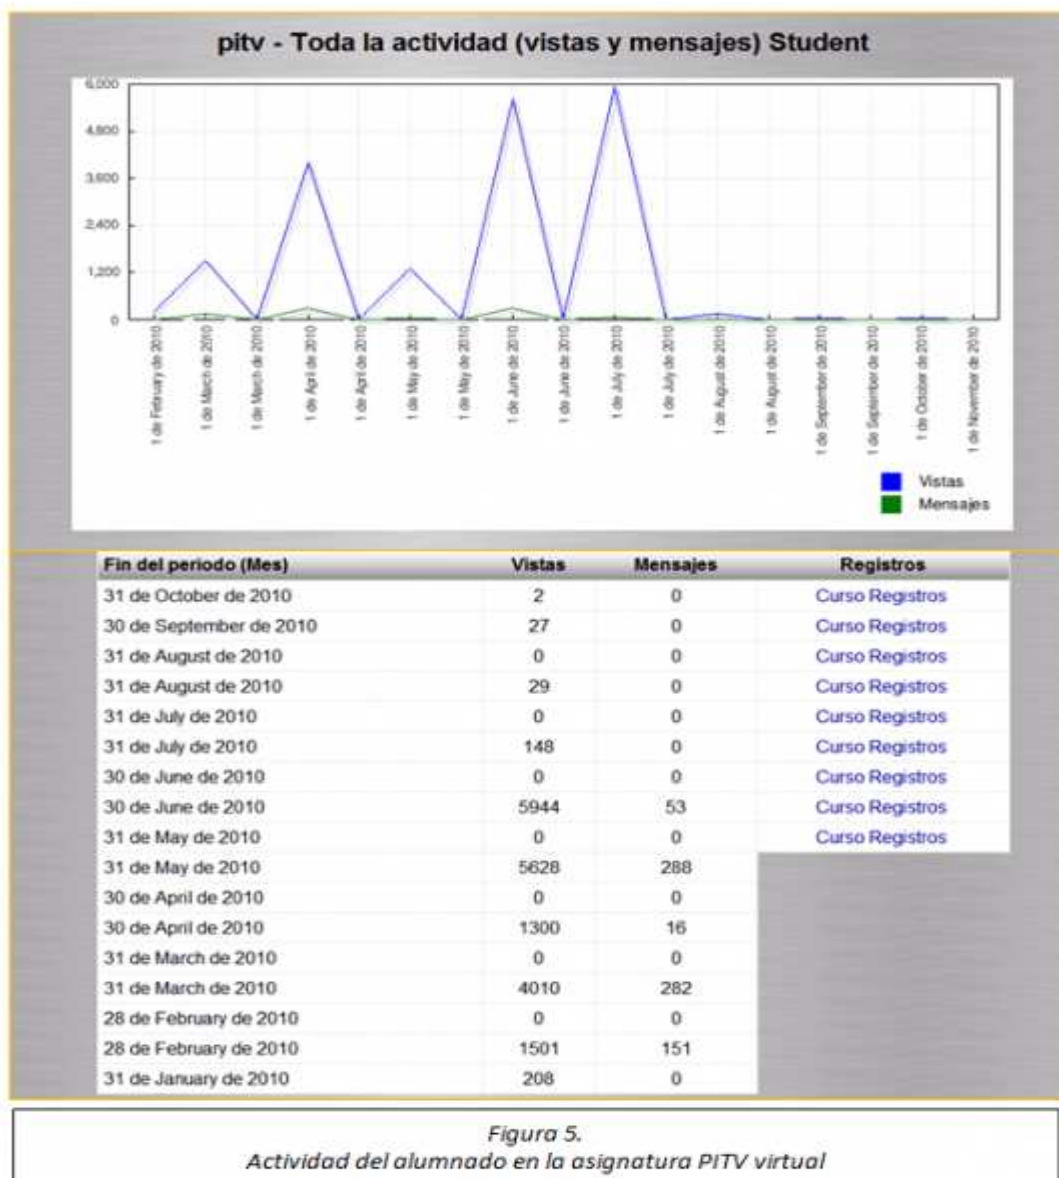 pitv - Toda la actividad (vistas y mensajes) Student
6,000
4,800
3,600
2,400
1,200
0
1 de February de 2010
1 de March de 2010
1 de March de 2010
1 de April de 2010
1 de April de 2010
1 de May de 2010
1 de May de 2010
1 de June de 2010
1 de June de 2010
1 de July de 2010
1 de July de 2010
1 de August de 2010
1 de August de 2010
1 de September de 2010
1 de September de 2010
1 de October de 2010
1 de November de 2010
Vistas
Mensajes
Fin del periodo (Mes) Vistas Mensajes Registros
31 de October de 2010 2 0 Curso Registros
30 de September de 2010 27 0 Curso Registros
31 de August de 2010 0 0 Curso Registros
31 de August de 2010 29 0 Curso Registros
31 de July de 2010 0 0 Curso Registros
31 de July de 2010 148 0 Curso Registros
30 de June de 2010 0 0 Curso Registros
30 de June de 2010 5944 53 Curso Registros
31 de May de 2010 0 0 Curso Registros
31 de May de 2010 5628 288
30 de April de 2010 0 0
30 de April de 2010 1300 16
31 de March de 2010 0 0
31 de March de 2010 4010 282
28 de February de 2010 0 0
28 de February de 2010 1501 151
31 de January de 2010 208 0
Figura 5.
Actividad del alumnado en la asignatura PITV virtual